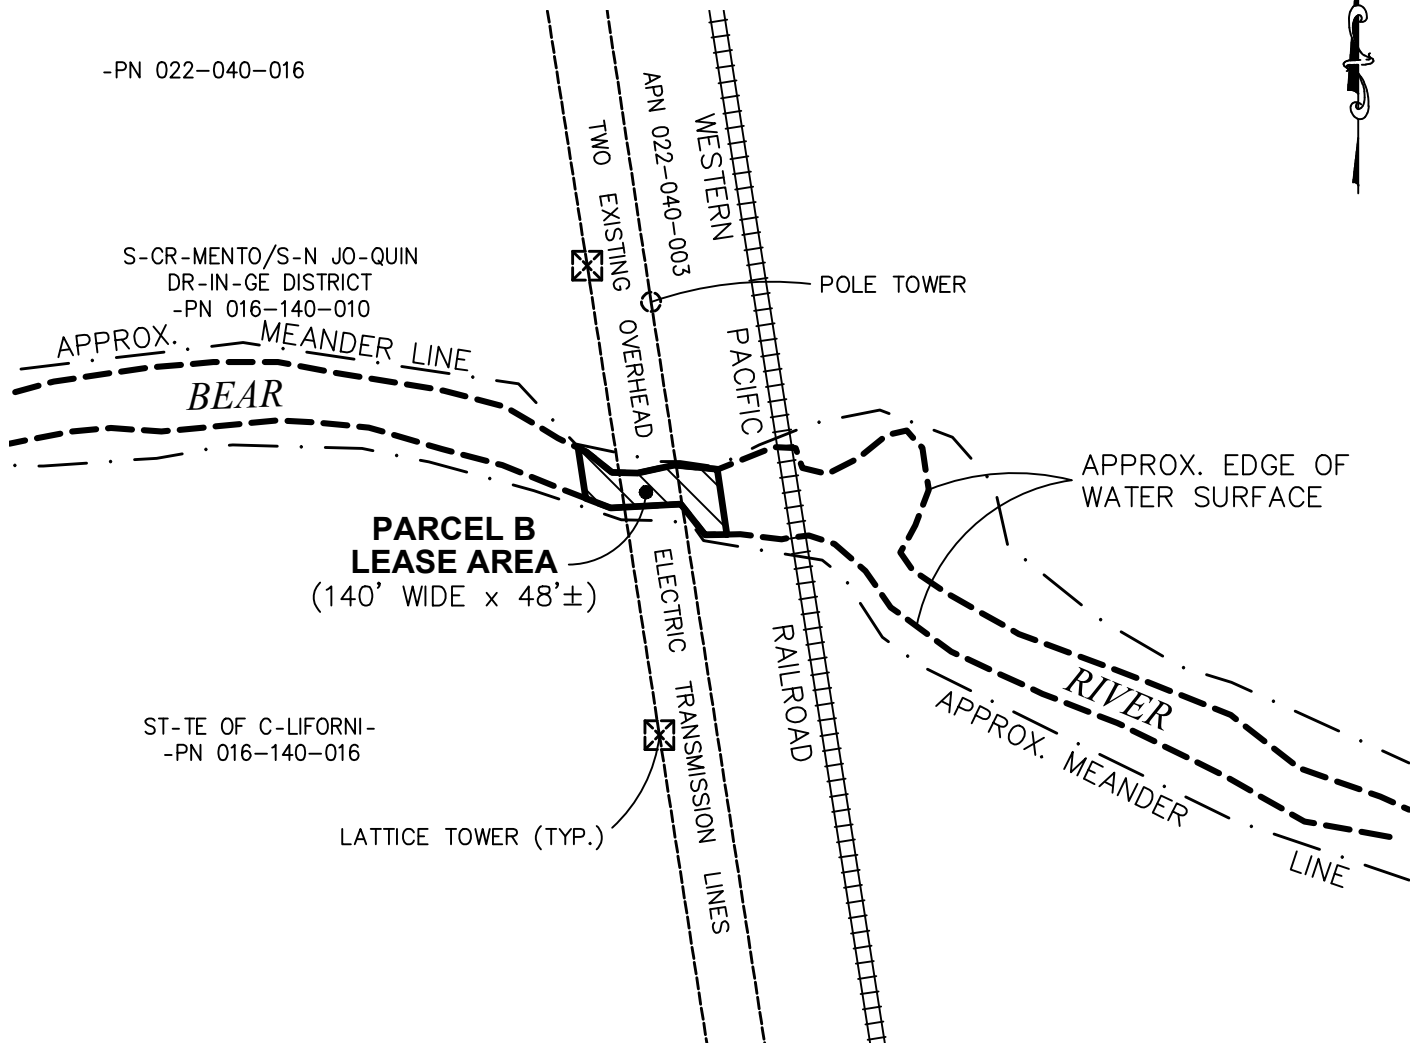 -PN 022-040-016
APN 022-040-003
WESTERN
PACIFIC
RAILROAD
TWO EXISTING OVERHEAD
ELECTRIC TRANSMISSION LINES
S-CR-MENTO/S-N JO-QUIN
DR-IN-GE DISTRICT
-PN 016-140-010
POLE TOWER
APPROX. MEANDER LINE
BEAR
APPROX. EDGE OF
WATER SURFACE
PARCEL B
LEASE AREA
(140' WIDE x 48'±)
RIVER
APPROX. MEANDER LINE
ST-TE OF C-LIFORNI-
-PN 016-140-016
LATTICE TOWER (TYP.)